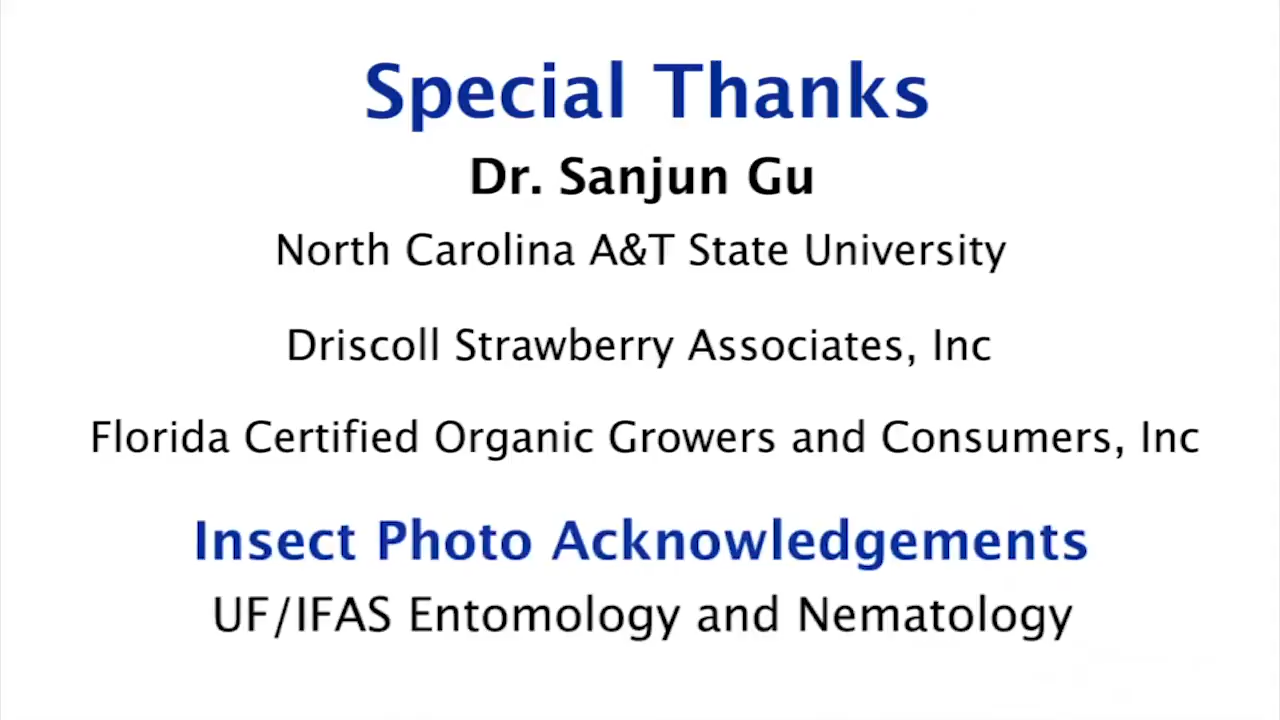 Special Thanks
Dr. Sanjun Gu
North Carolina A&T State University
Driscoll Strawberry Associates, Inc
Florida Certified Organic Growers and Consumers, Inc
Insect Photo Acknowledgements
UF/IFAS Entomology and Nematology